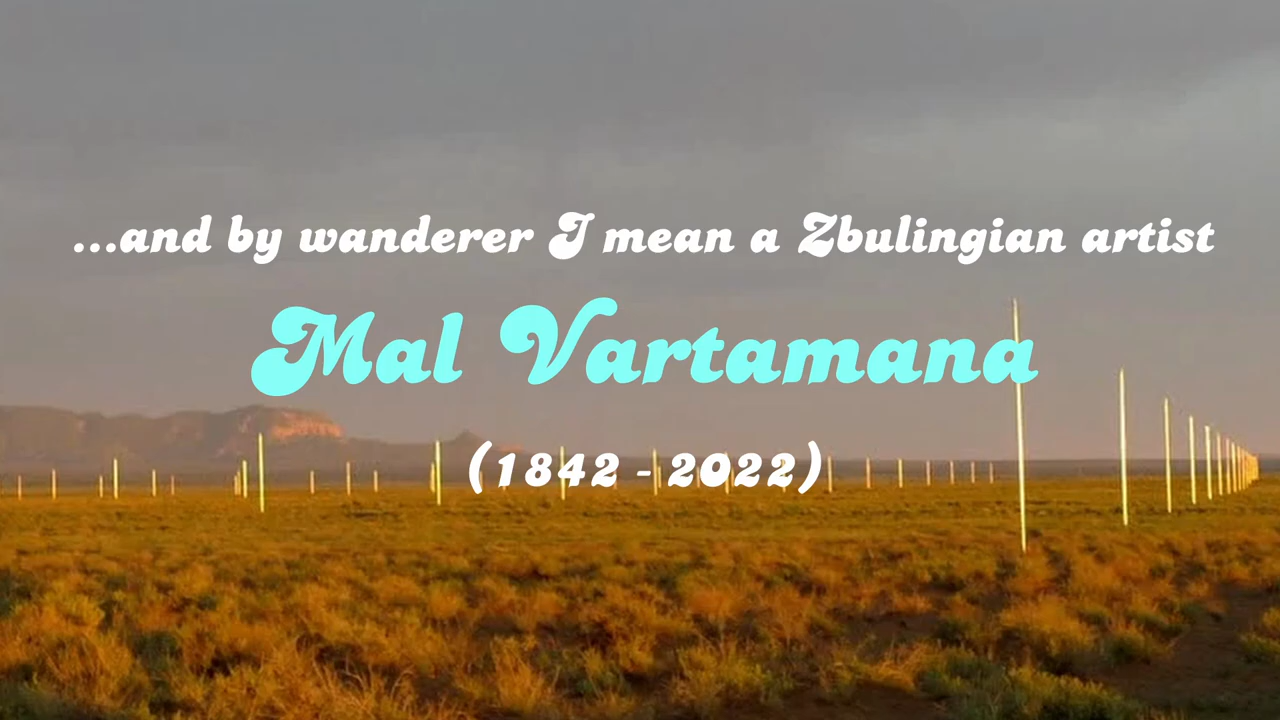 ...and by wanderer I mean a Zbulingian artist
Mal Vartamana
(1842 - 2022)